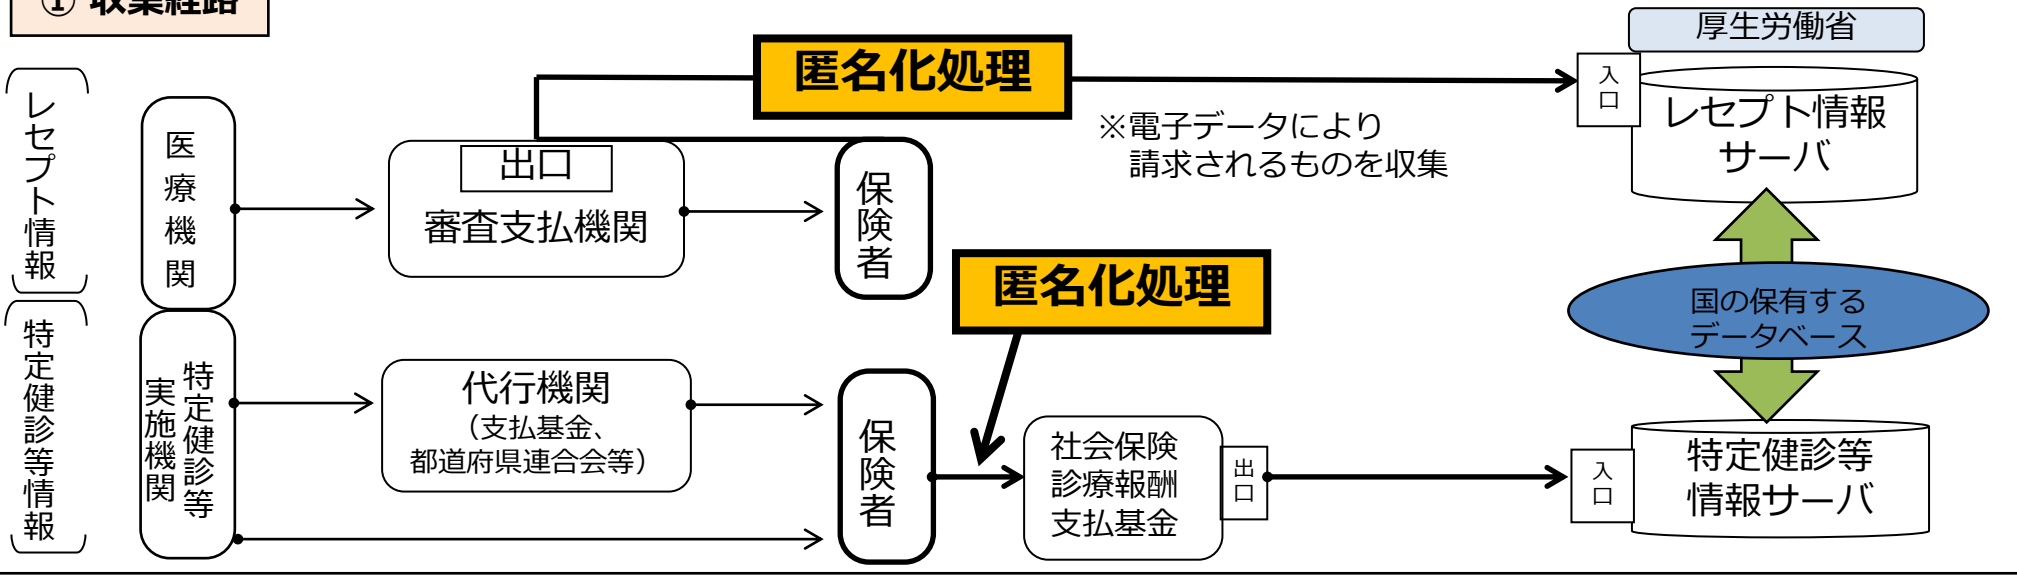 ① 収集経路
厚生労働省
匿名化処理
入口
レセプト情報
サーバ
※電子データにより
請求されるものを収集
レセプト情報
医療機関
出口
審査支払機関
保険者
匿名化処理
国の保有する
データベース
特定健診等情報
特定健診等
実施機関
代行機関
（支払基金、
都道府県連合会等）
保険者
社会保険
診療報酬
支払基金
出口
入口
特定健診等
情報サーバ